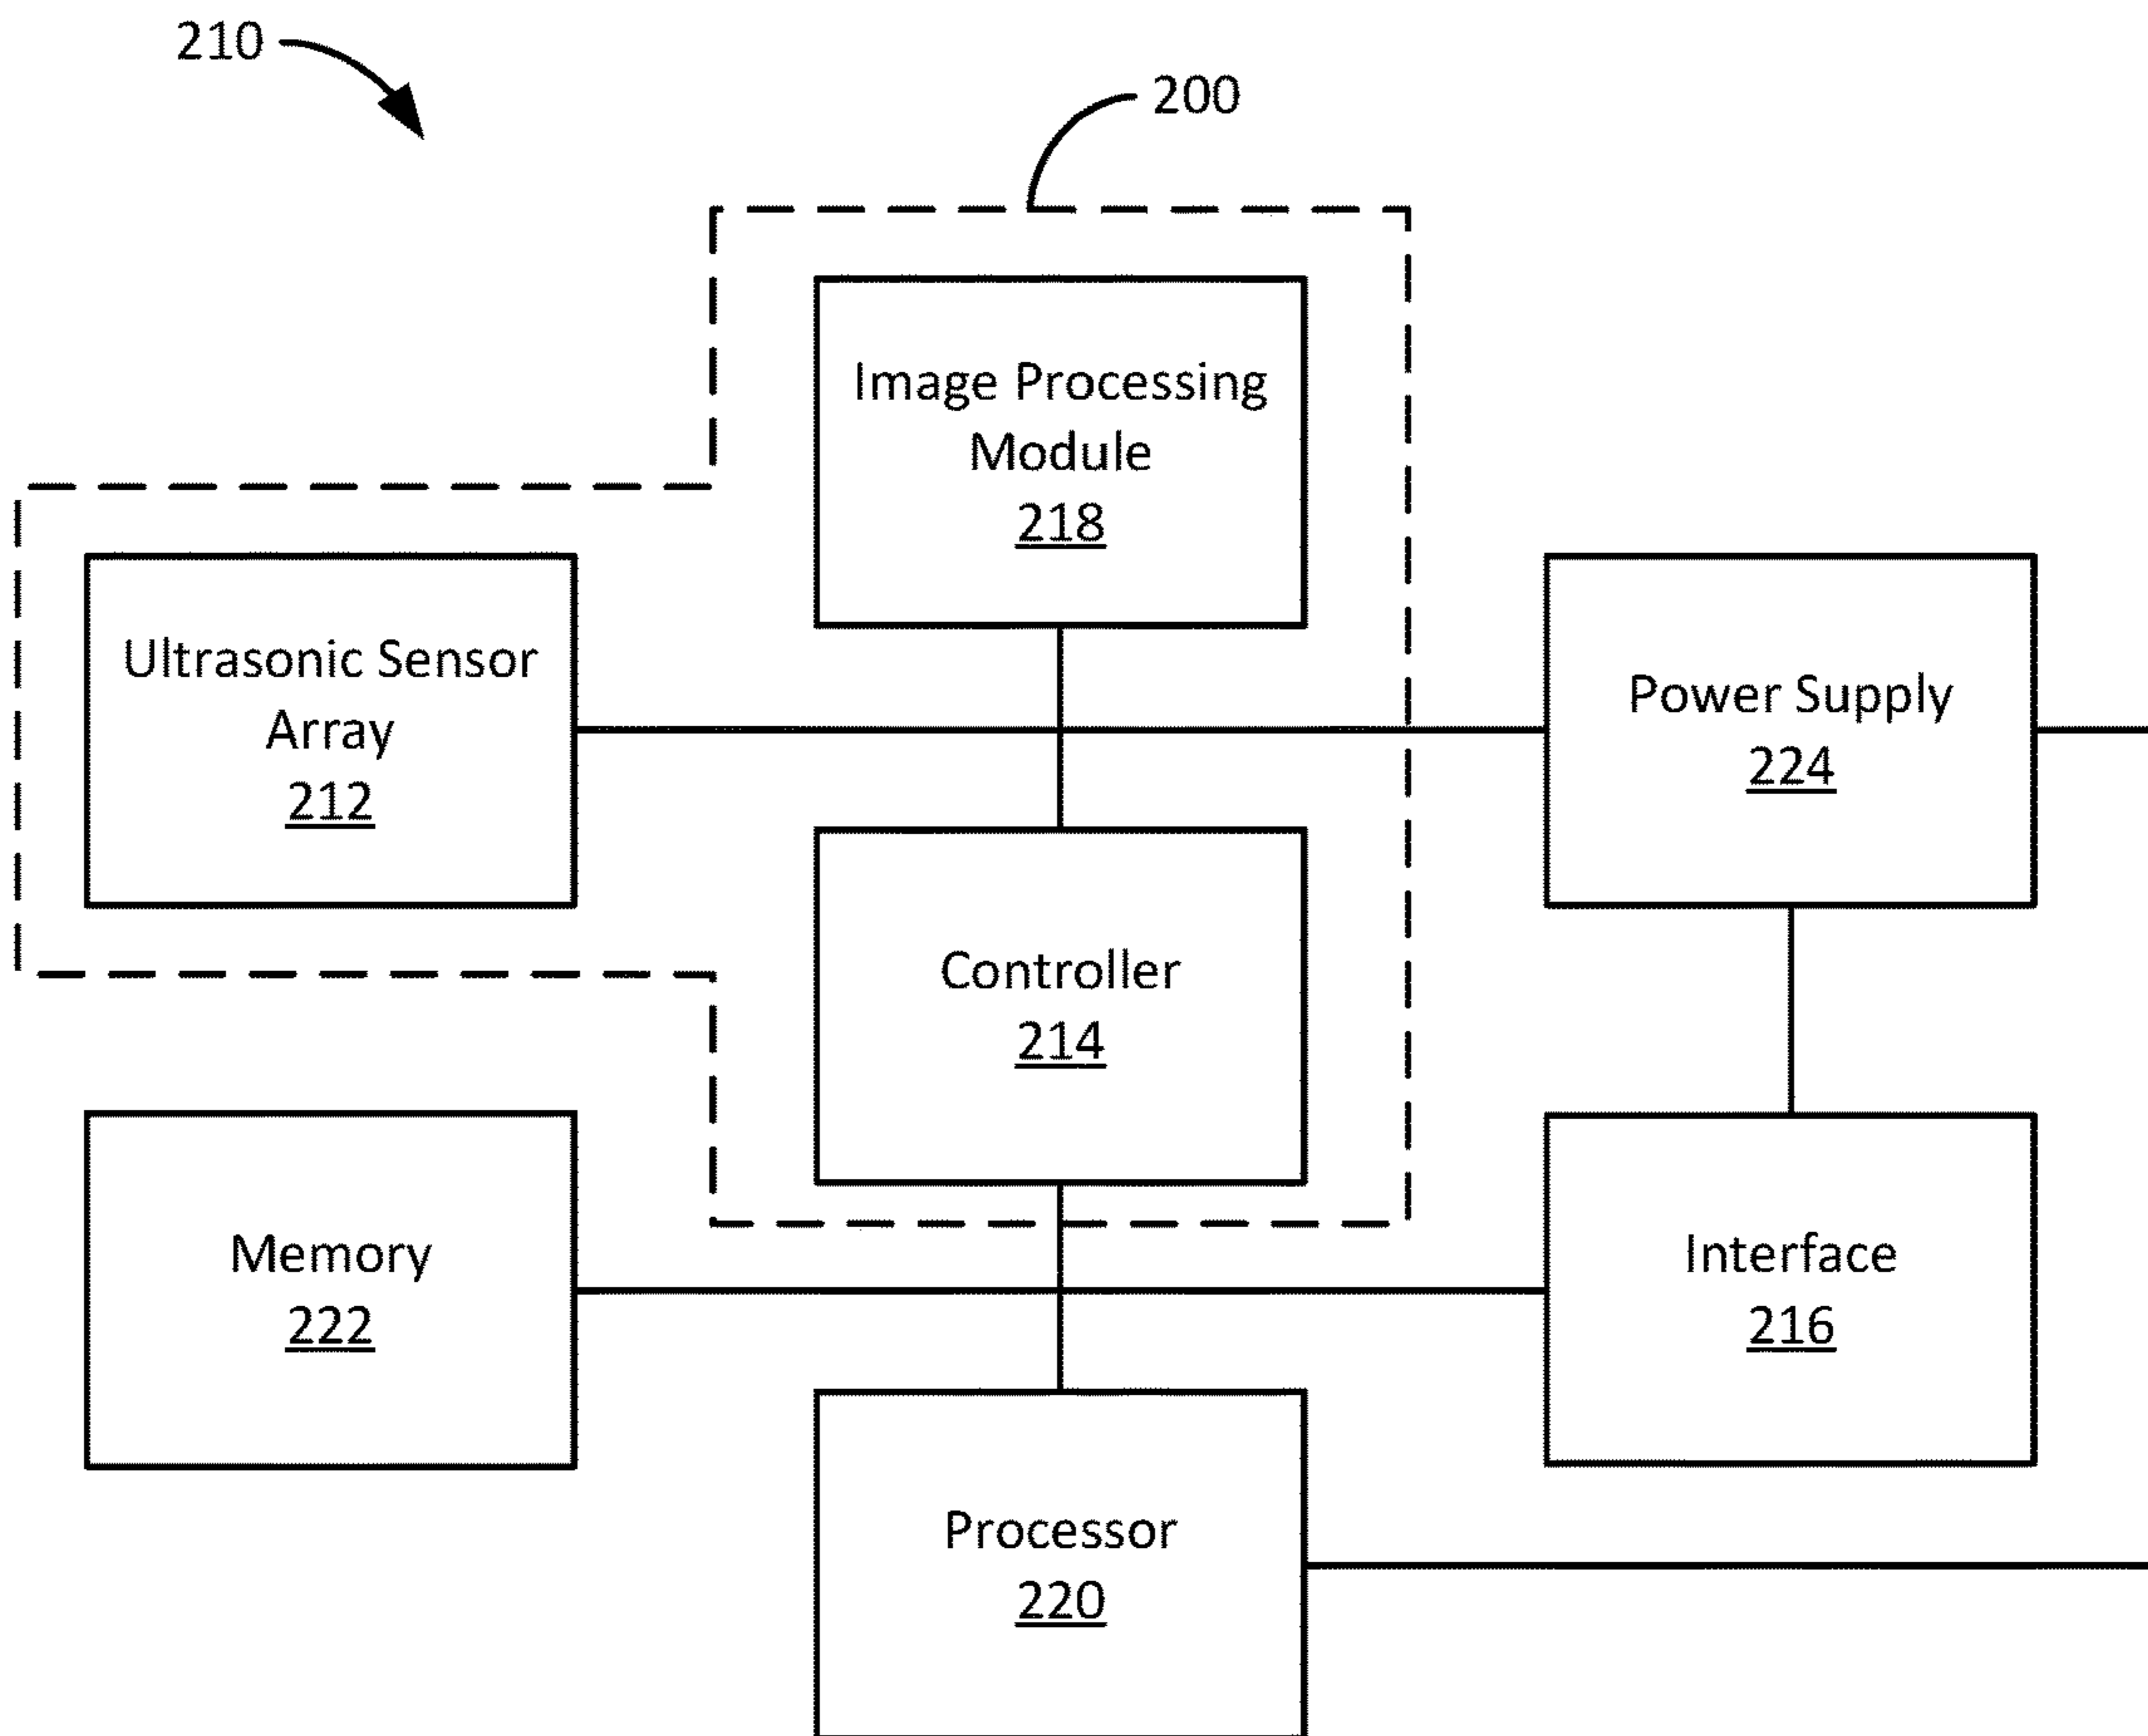 210
200
Image Processing
Module
218
Ultrasonic Sensor
Array
212
Power Supply
224
Controller
214
Memory
222
Interface
216
Processor
220